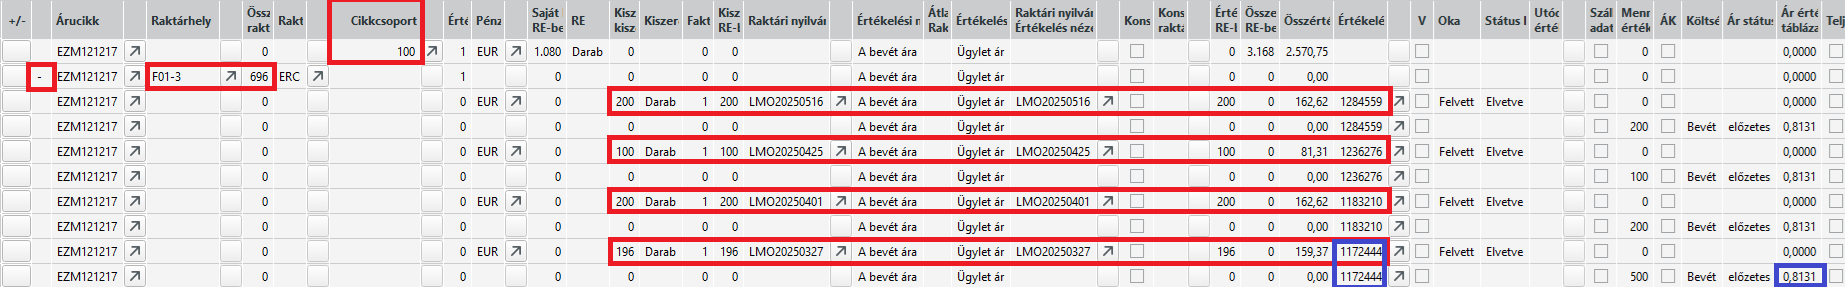 +/- Árucikk Raktárhely Össz rakt Rakt Cikkcsoport Érté Pénz Saját RE-be RE Kisz kisz Kiszer Fakt Kisz RE-l Raktári nyilvár Értékelési r Átla Rak Értékelés Raktári nyilván Értékelés néze Kons Kons raktá Érté RE-l Össze RE-be Összérté Értékelé V Oka Státus l Utóc érté Száll adat Menn érték ÁK Költsé Ár státus Ár érté tábláza Telj
EZM121217 0 100 1 EUR 1.080 Darab 0 0 0 A bevét ára Ügylet ár 0 3.168 2.570,75 0 0,0000
- EZM121217 F01-3 696 ERC 1 0 0 0 A bevét ára Ügylet ár 0 0 0,00 0 0,0000
EZM121217 0 0 EUR 0 200 Darab 1 200 LMO20250516 A bevét ára Ügylet ár LMO20250516 200 0 162,62 1284559 Felvett Elvetve 0 0,0000
EZM121217 0 0 0 0 0 0 A bevét ára Ügylet ár 0 0 0,00 1284559 200 Bevét előzetes 0,8131
EZM121217 0 0 EUR 0 100 Darab 1 100 LMO20250425 A bevét ára Ügylet ár LMO20250425 100 0 81,31 1236276 Felvett Elvetve 0 0,0000
EZM121217 0 0 0 0 0 0 A bevét ára Ügylet ár 0 0 0,00 1236276 100 Bevét előzetes 0,8131
EZM121217 0 0 EUR 0 200 Darab 1 200 LMO20250401 A bevét ára Ügylet ár LMO20250401 200 0 162,62 1183210 Felvett Elvetve 0 0,0000
EZM121217 0 0 0 0 0 0 A bevét ára Ügylet ár 0 0 0,00 1183210 200 Bevét előzetes 0,8131
EZM121217 0 0 EUR 0 196 Darab 1 196 LMO20250327 A bevét ára Ügylet ár LMO20250327 196 0 159,37 1172444 Felvett Elvetve 0 0,0000
EZM121217 0 0 0 0 0 0 A bevét ára Ügylet ár 0 0 0,00 1172444 500 Bevét előzetes 0,8131